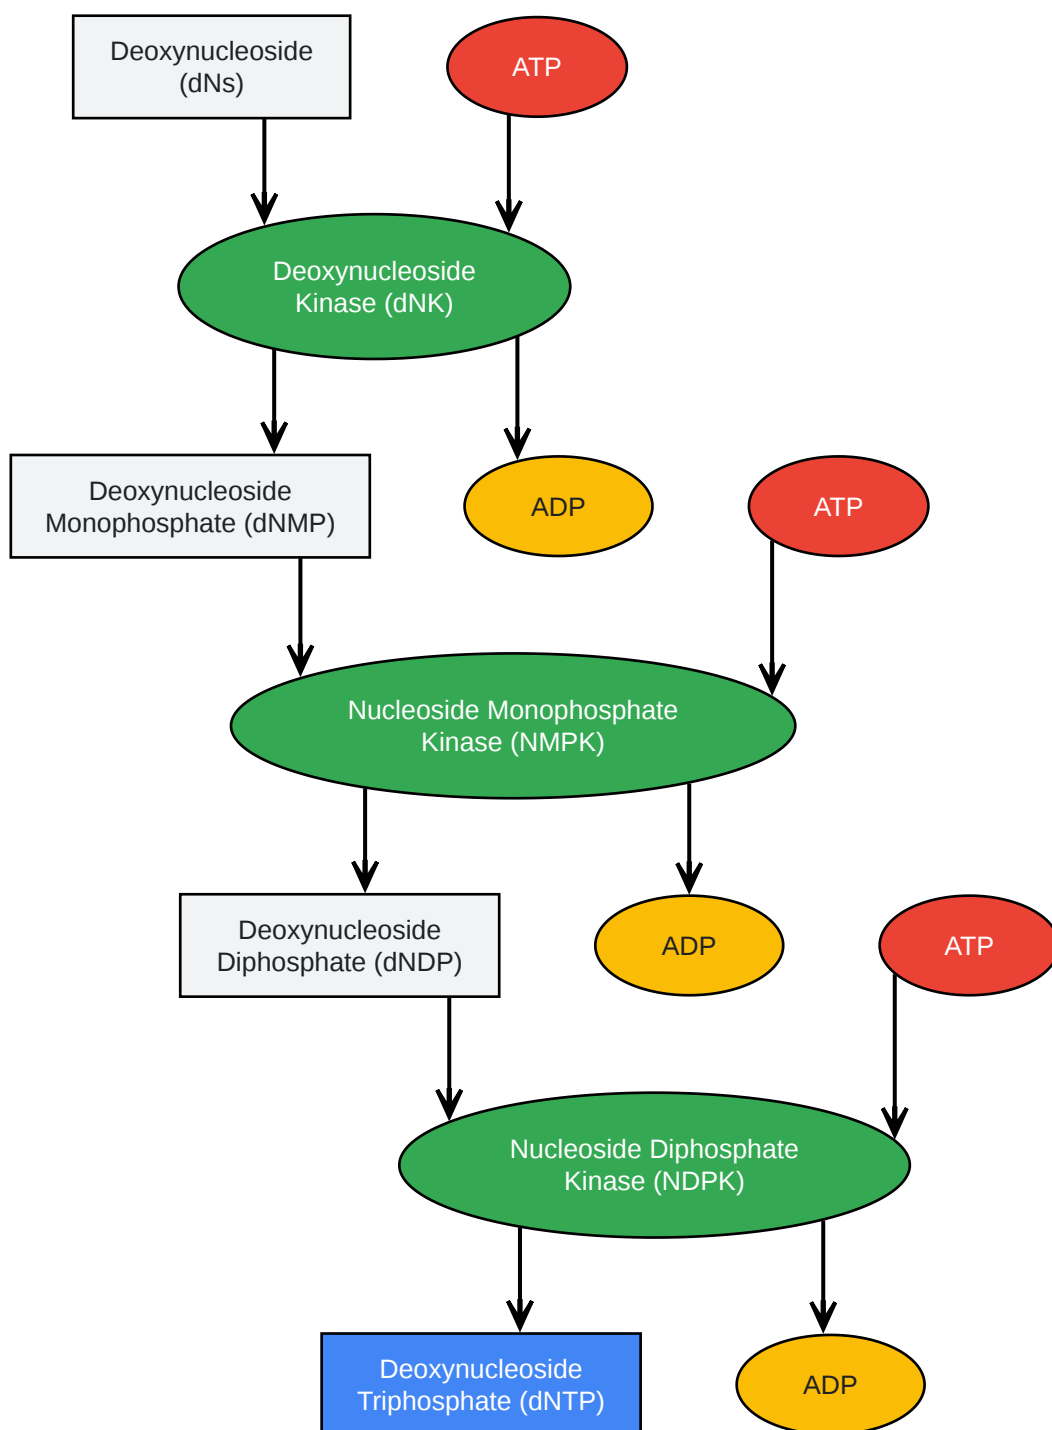 Deoxynucleoside
(dNs)
ATP
Deoxynucleoside
Kinase (dNK)
Deoxynucleoside
Monophosphate (dNMP)
ADP
ATP
Nucleoside Monophosphate
Kinase (NMPK)
Deoxynucleoside
Diphosphate (dNDP)
ADP
ATP
Nucleoside Diphosphate
Kinase (NDPK)
Deoxynucleoside
Triphosphate (dNTP)
ADP